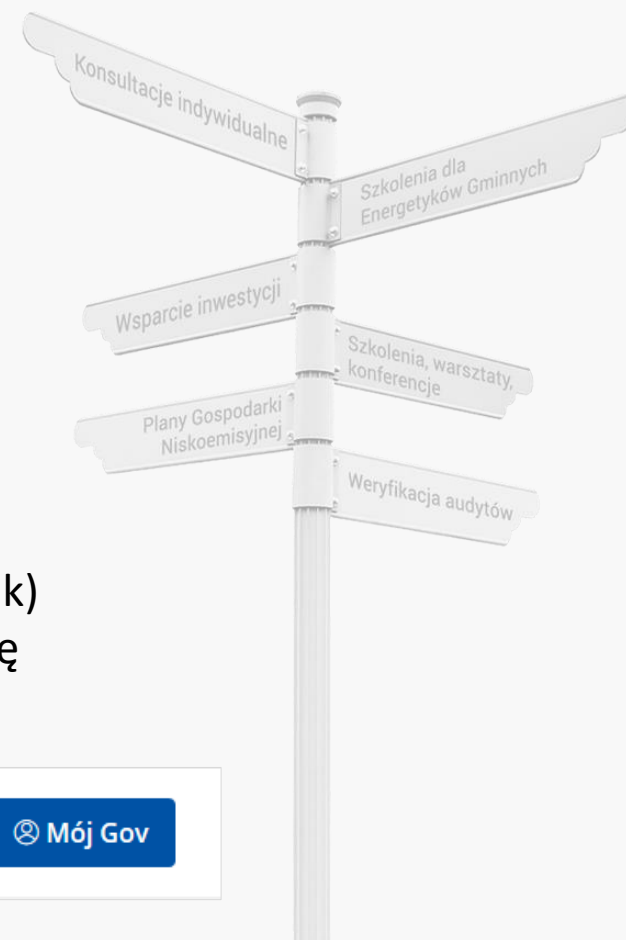 Konsultacje indywidualne
Szkolenia dla
Energetyków Gminnych
Wsparcie inwestycji
Szkolenia, warsztaty,
konferencje
Plany Gospodarki
Niskoemisyjnej
Weryfikacja audytów
k)
ę
Mój Gov